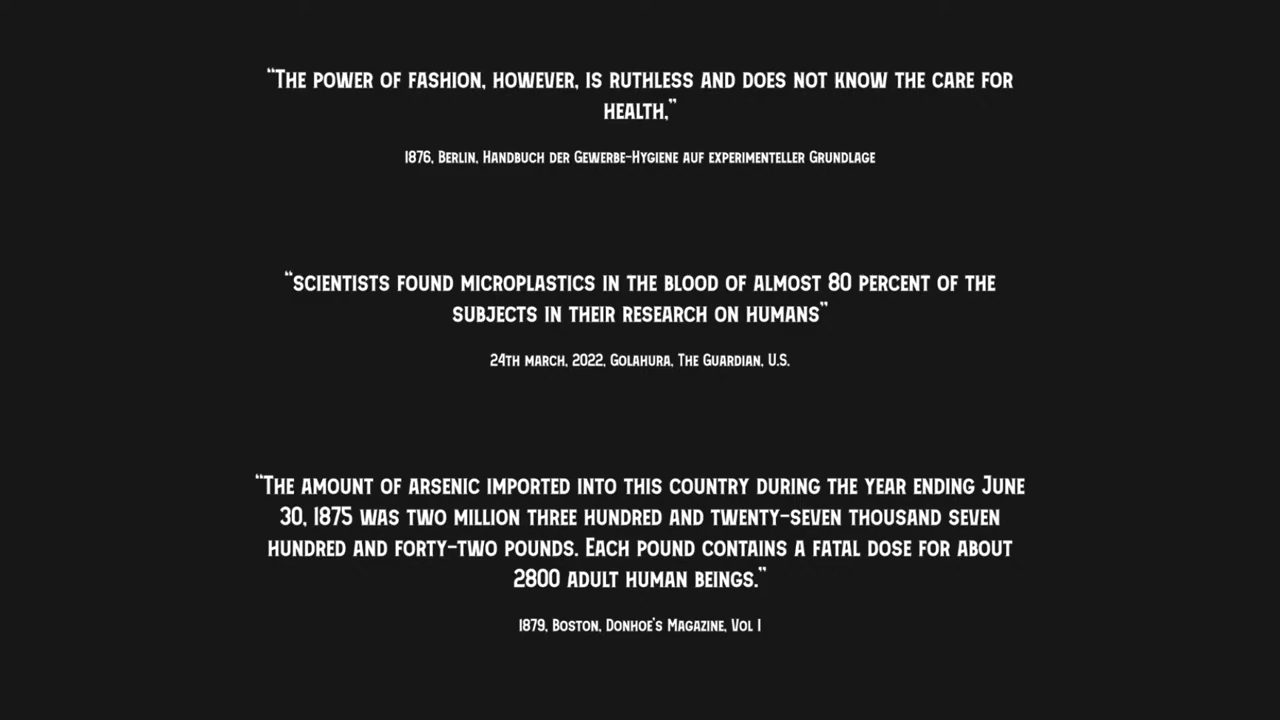 “The power of fashion, however, is ruthless and does not know the care for
health,”
1876, Berlin, Handbuch der Gewerbe-Hygiene auf experimenteller Grundlage
“scientists found microplastics in the blood of almost 80 percent of the
subjects in their research on humans”
24th march, 2022, Golahura, The Guardian, U.S.
“The amount of arsenic imported into this country during the year ending June
30, 1875 was two million three hundred and twenty-seven thousand seven
hundred and forty-two pounds. Each pound contains a fatal dose for about
2800 adult human beings.”
1879, Boston, Donhoe's Magazine, Vol 1